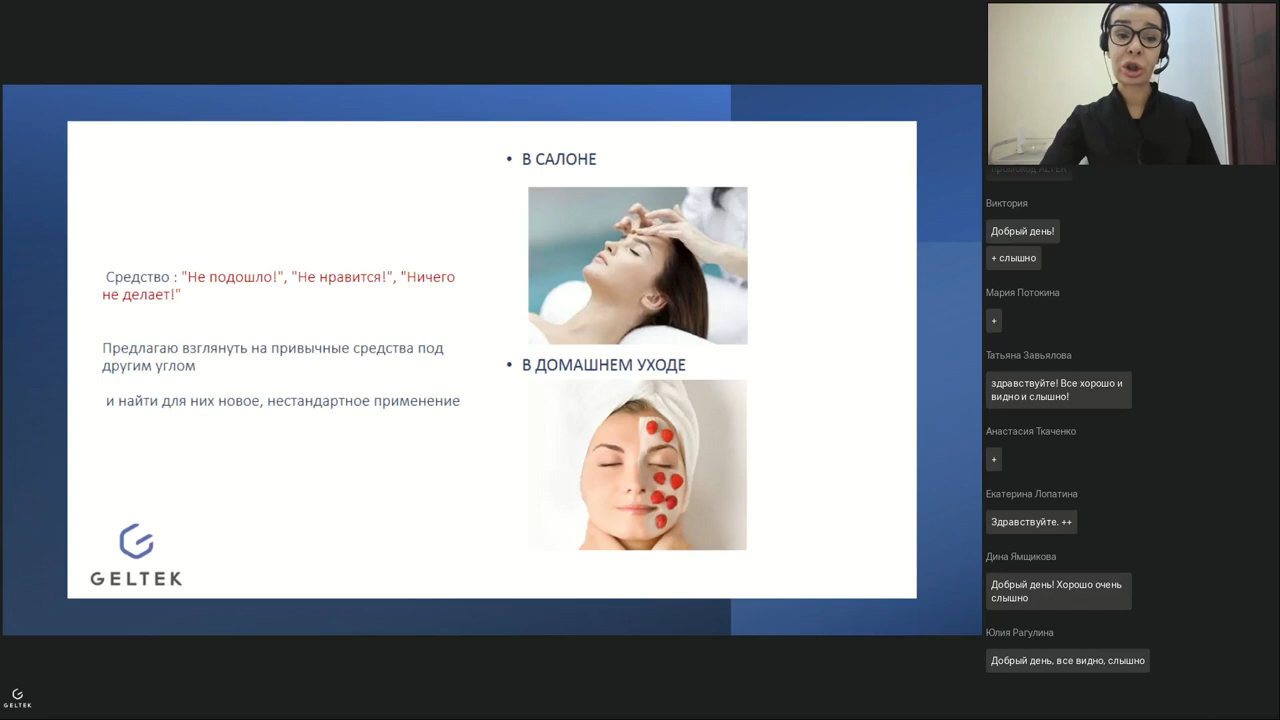 Средство : "Не подошло!", "Не нравится!", "Ничего
не делает!"
Предлагаю взглянуть на привычные средства под
другим углом
и найти для них новое, нестандартное применение
GELTEK
• В САЛОНЕ
• В ДОМАШНЕМ УХОДЕ
Виктория
Добрый день!
+ слышно
Мария Потокина
+
Татьяна Завьялова
здравствуйте! Все хорошо и
видно и слышно!
Анастасия Ткаченко
+
Екатерина Лопатина
Здравствуйте. ++
Дина Ямщикова
Добрый день! Хорошо очень
слышно
Юлия Рагулина
Добрый день, все видно, слышно
GELTEK